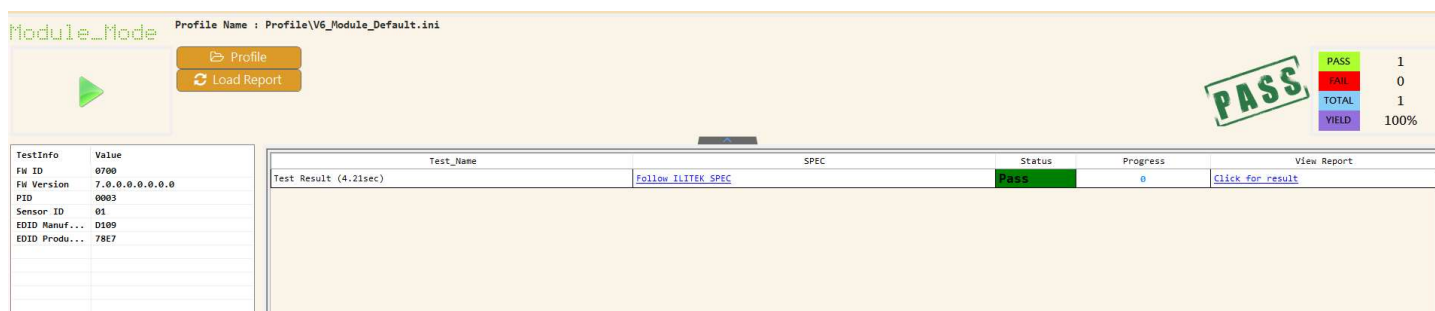 Module_Mode
Profile Name : Profile\V6_Module_Default.ini
Profile
Load Report
PASS
PASS 1
FAIL 0
TOTAL 1
YIELD 100%
TestInfo Value
FW ID 0700
FW Version 7.0.0.0.0.0.0.0
PID 0003
Sensor ID 01
EDID Manuf... D109
EDID Produ... 78E7
Test_Name SPEC Status Progress View Report
Test Result (4.21sec) Follow ILITEK SPEC Pass 0 Click for result